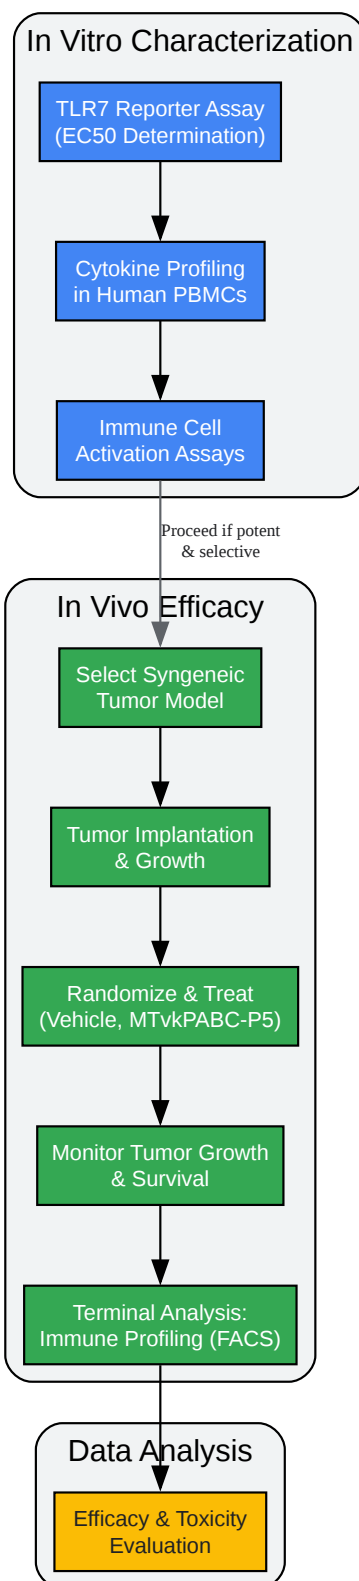 In Vitro Characterization
TLR7 Reporter Assay
(EC50 Determination)
Cytokine Profiling
in Human PBMCs
Immune Cell
Activation Assays
Proceed if potent
& selective
In Vivo Efficacy
Select Syngeneic
Tumor Model
Tumor Implantation
& Growth
Randomize & Treat
(Vehicle, MTvkPABC-P5)
Monitor Tumor Growth
& Survival
Terminal Analysis:
Immune Profiling (FACS)
Data Analysis
Efficacy & Toxicity
Evaluation